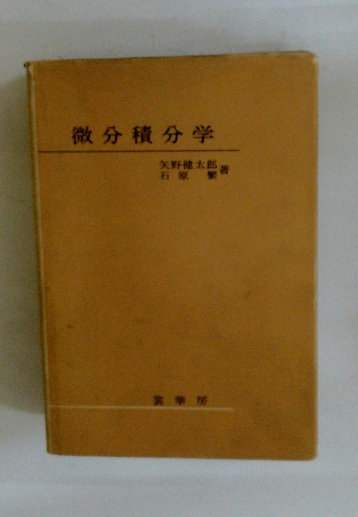 微分積分学
矢野健太郎
石原 繁 著
裳華房